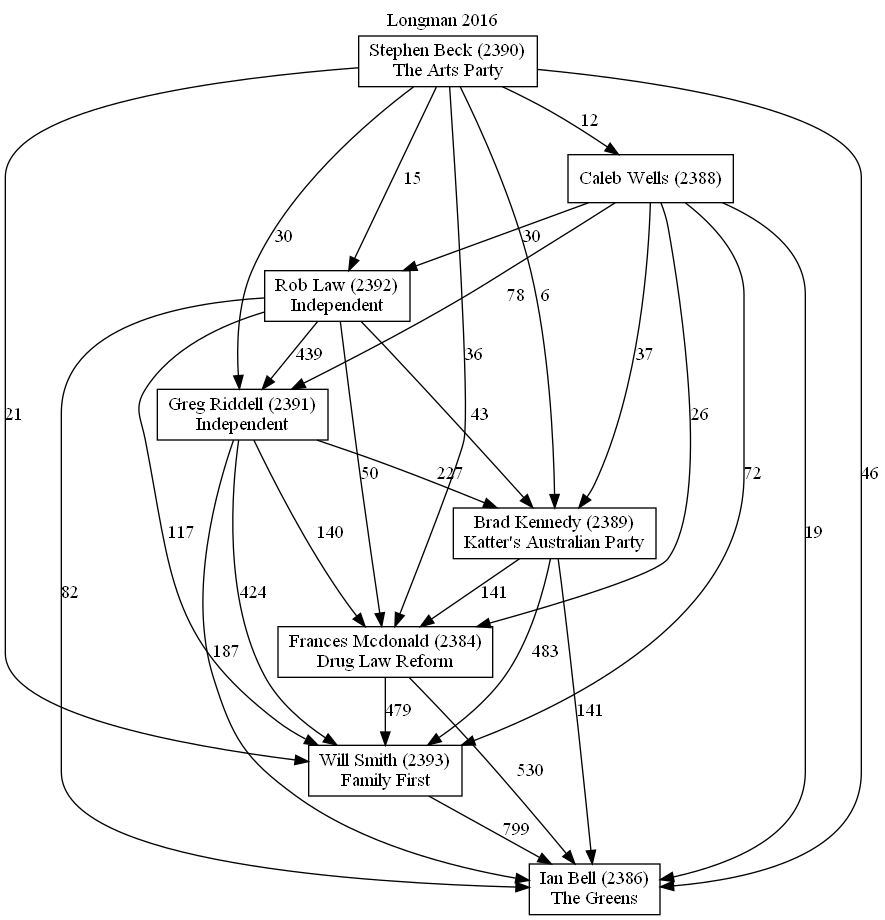 Longman 2016
Stephen Beck (2390)
The Arts Party
12
Caleb Wells (2388)
15
30
30
Rob Law (2392)
Independent
78
6
439
36
37
Greg Riddell (2391)
Independent
21
43
26
50
227
72
46
Brad Kennedy (2389)
Katter's Australian Party
117
140
19
82
424
141
Frances Mcdonald (2384)
Drug Law Reform
187
483
479
141
Will Smith (2393)
Family First
530
799
Ian Bell (2386)
The Greens